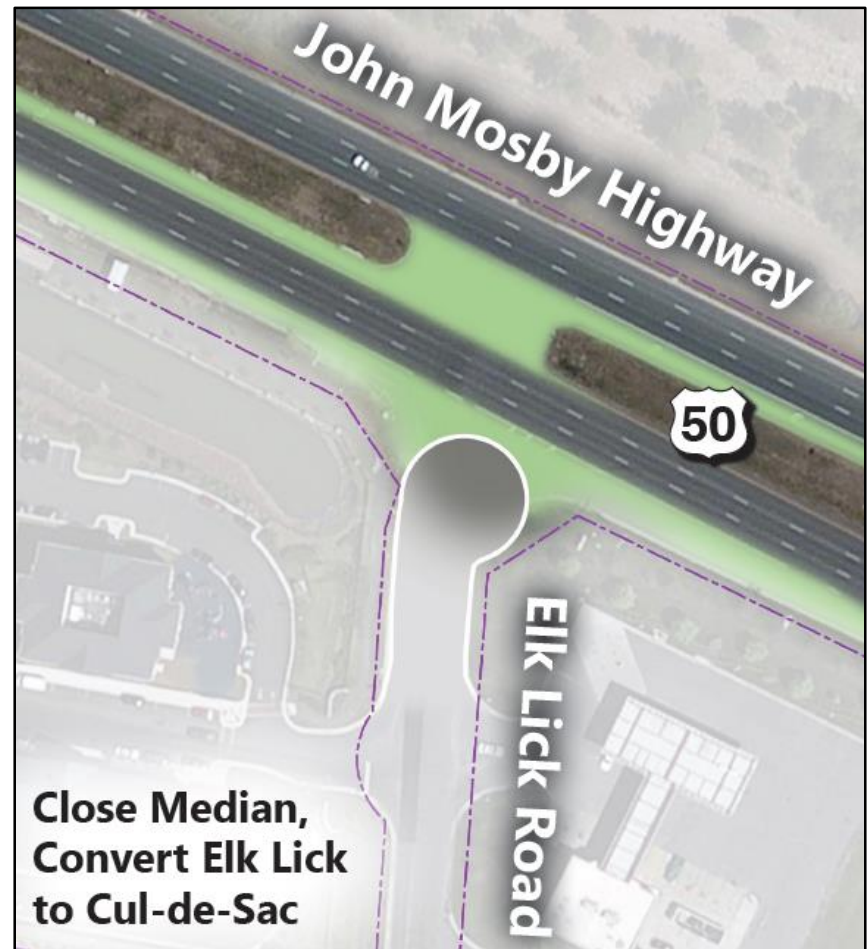 John Mosby Highway
50
Elk Lick Road
Close Median,
Convert Elk Lick
to Cul-de-Sac